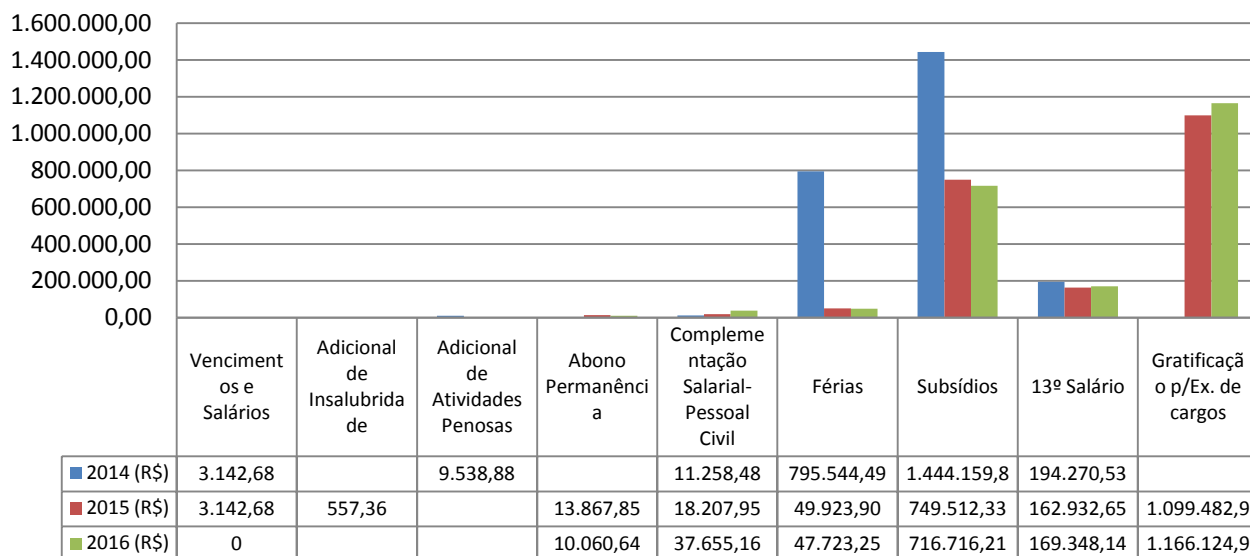 1.600.000,00
1.400.000,00
1.200.000,00
1.000.000,00
800.000,00
600.000,00
400.000,00
200.000,00
0,00
Veniment
os e
Salários
Adicional
de
Insalubrida
de
Adicional
de
Atividades
Penosas
Abono
Permanênci
a
Compleme
ntação
Salarial-
Pessoal
Civil
Férias
Subsídios
13º Salário
Gratificaçã
o p/Ex. de
cargos
2014 (R$) 3.142,68 9.538,88 11.258,48 795.544,49 1.444.159,8 194.270,53
2015 (R$) 3.142,68 557,36 13.867,85 18.207,95 49.923,90 749.512,33 162.932,65 1.099.482,9
2016 (R$) 0 10.060,64 37.655,16 47.723,25 716.716,21 169.348,14 1.166.124,9